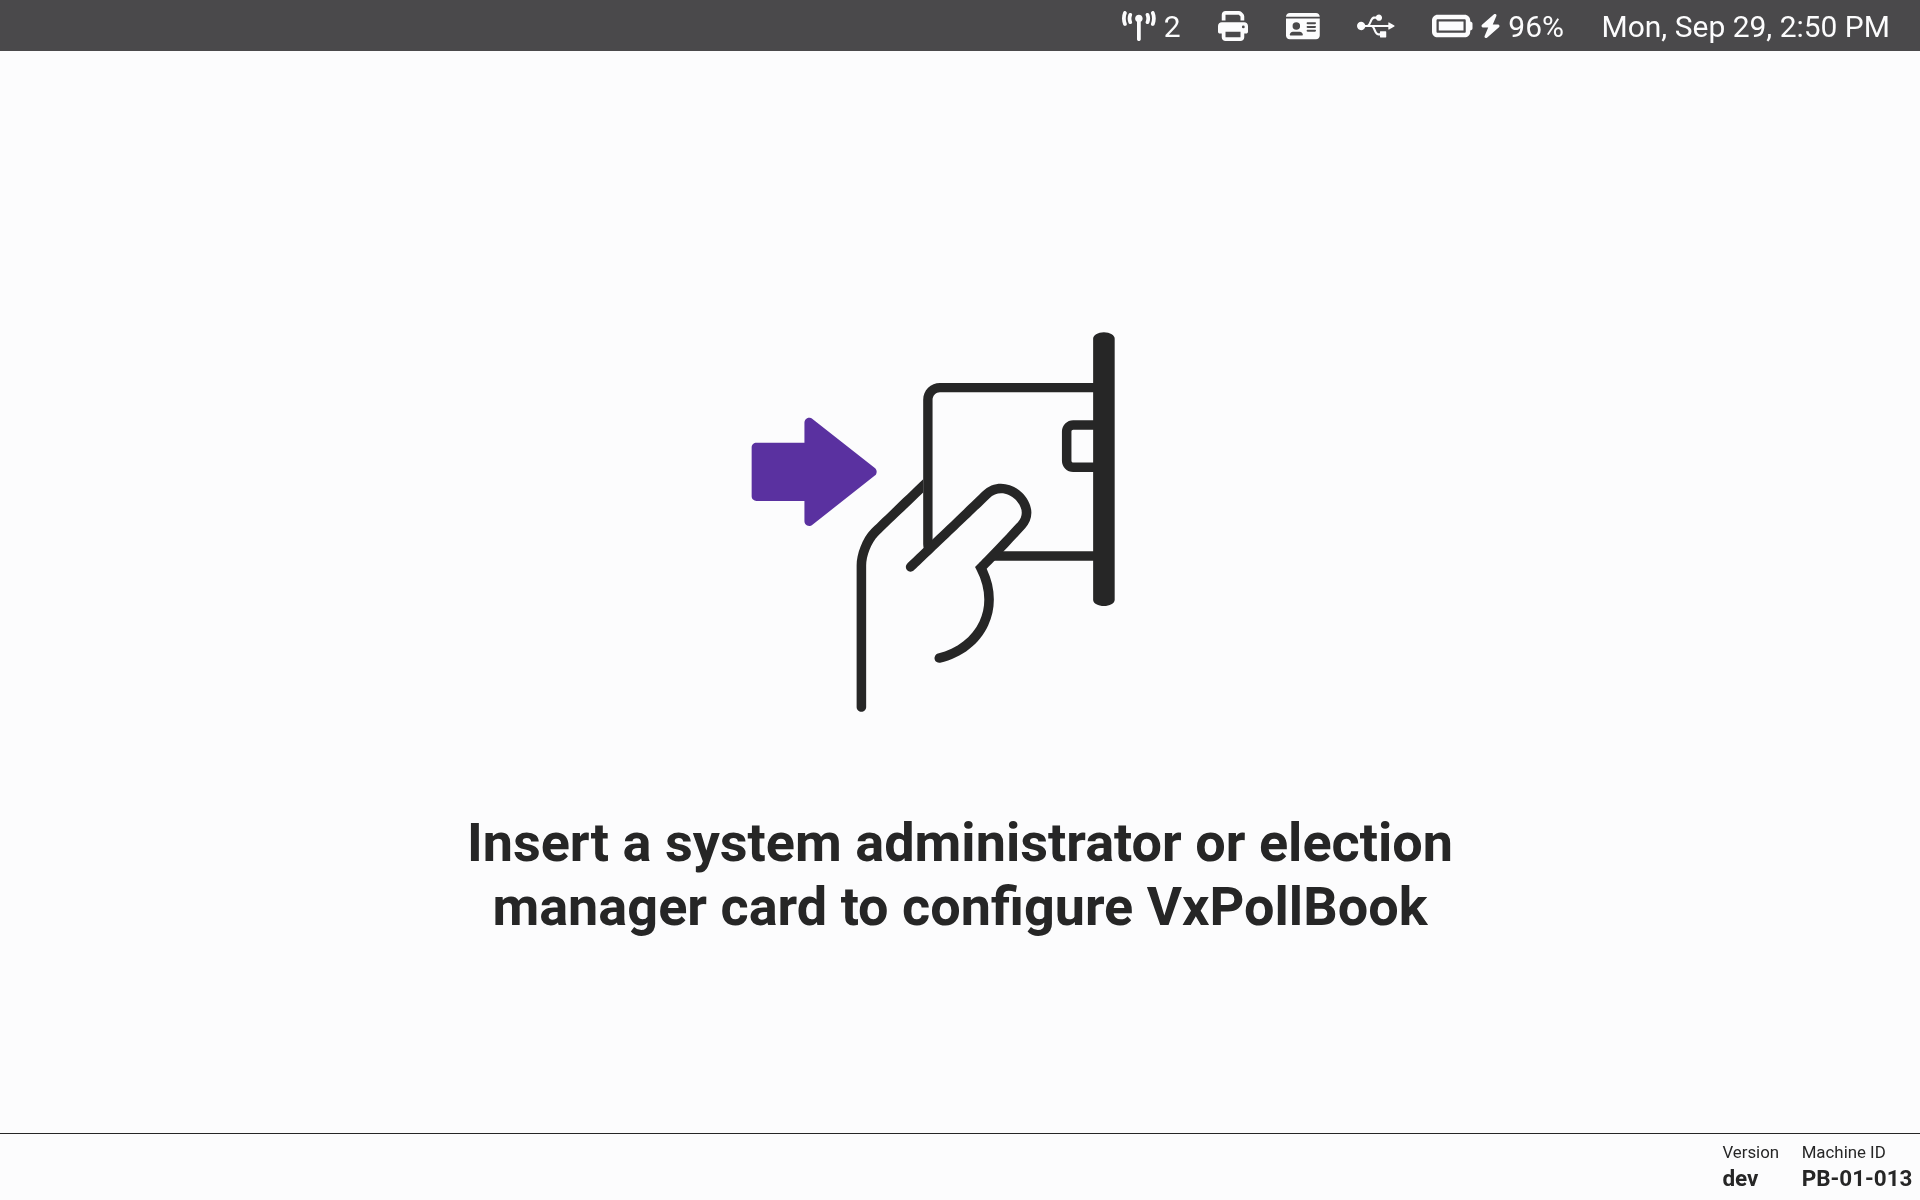 2 96% Mon, Sep 29, 2:50 PM
Insert a system administrator or election
manager card to configure VxPollBook
Version Machine ID
dev PB-01-013